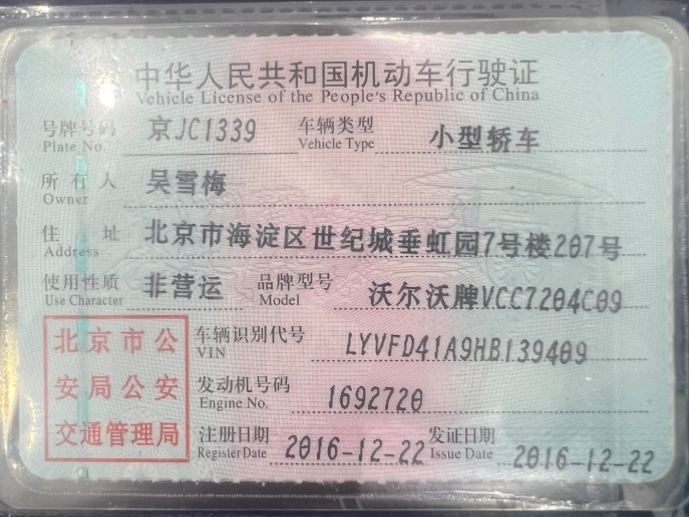 中华人民共和国机动车行驶证
Vehicle License of the People's Republic of China
号牌号码 京JC1339 车辆类型 小型轿车
Plate No. Vehicle Type
所有人 吴雪梅
Owner
住址 北京市海淀区世纪城垂虹园7号楼207号
Address
使用性质 非营运 品牌型号 沃尔沃牌VCC7204C09
Use Character Model
北京市公安局公安交通管理局
车辆识别代号 LYVFD41A9HB139409
VIN
发动机号码 1692720
Engine No.
注册日期 2016-12-22 发证日期 2016-12-22
Register Date Issue Date